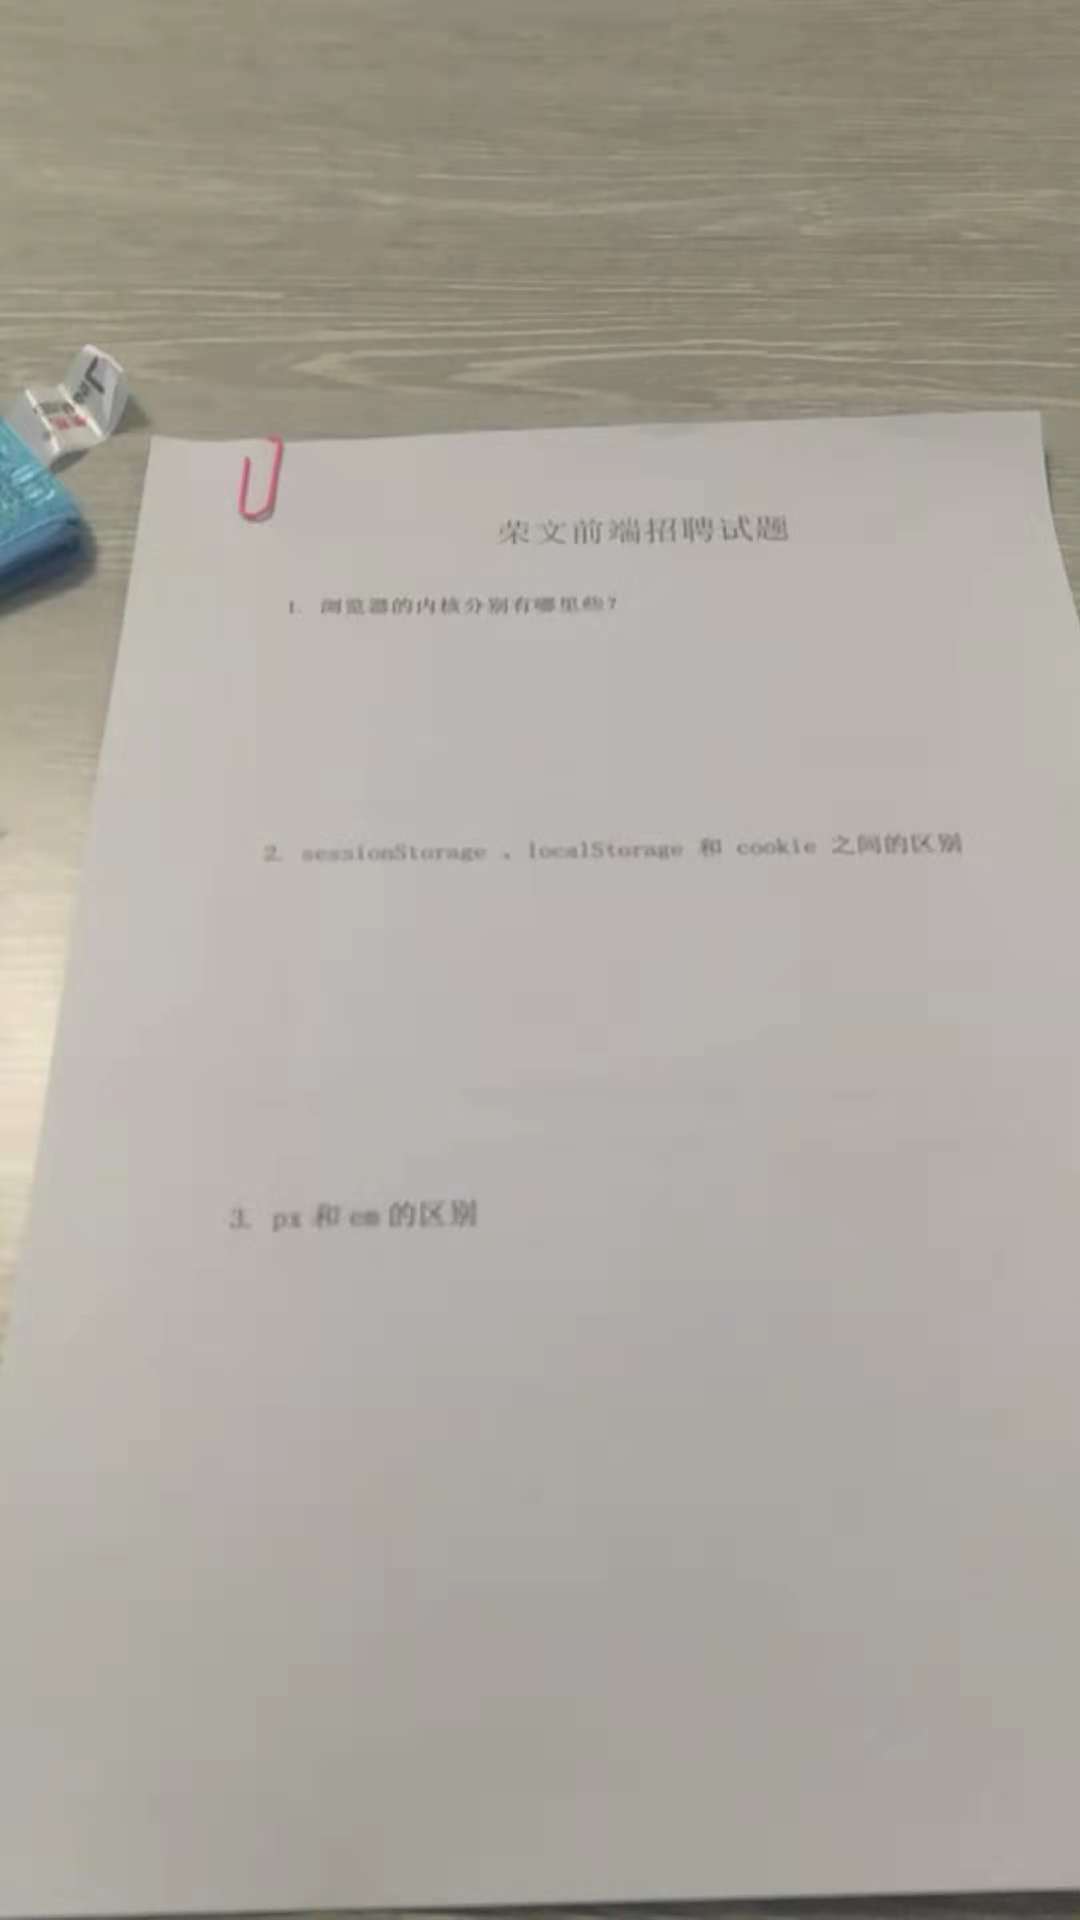 荣文前端招聘试题
1. 浏览器的内核分别有哪里些?
2. sessionStorage 、localStorage 和 cookie 之间的区别
3. px 和 em 的区别